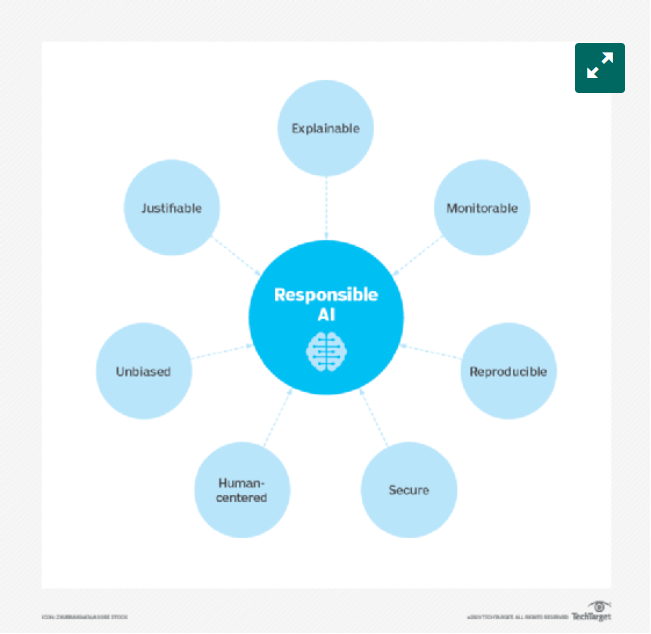 Explainable
Justifiable
Monitorable
Responsible
AI
Unbiased
Reproducible
Human-
centered
Secure
TechTarget